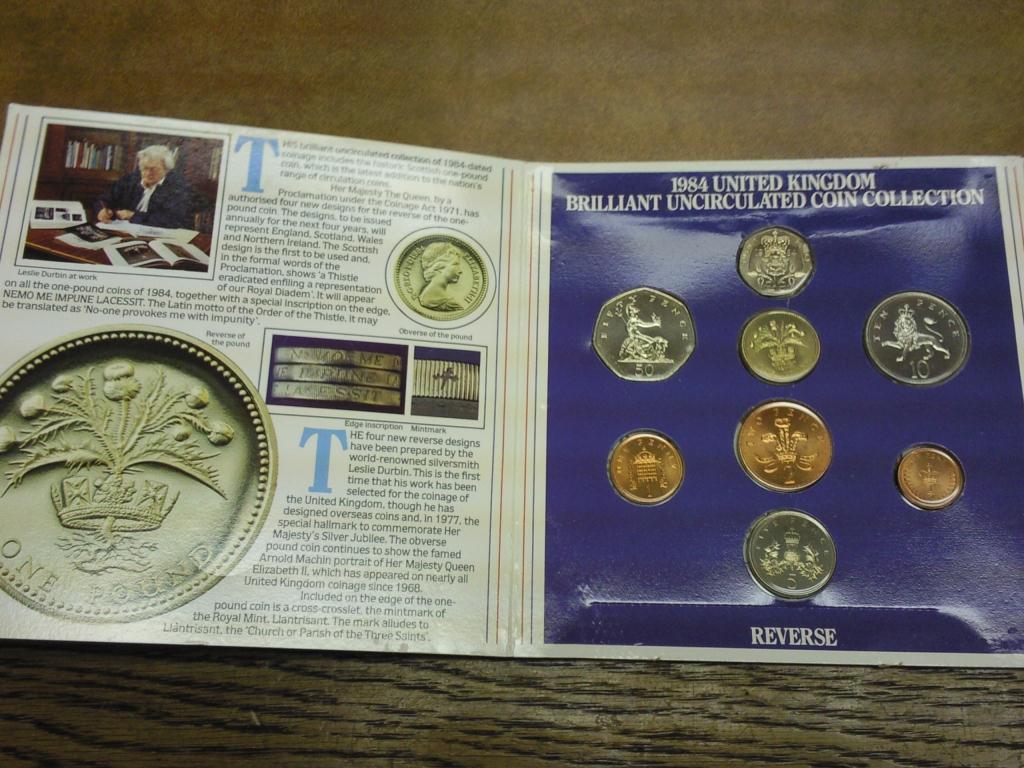 THIS brilliant uncirculated collection of 1984-dated
coinage includes the historic Scottish one-pound
coin, which is the latest addition to the nation's
range of circulation coins.
Her Majesty The Queen, by a
Proclamation under the Coinage Act 1971, has
authorised four new designs for the reverse of the one-
pound coin. The designs, to be issued
annually for the next four years, will
represent England, Scotland, Wales
and Northern Ireland. The Scottish
design is the first to be used and,
in the formal words of the
Proclamation, shows 'a Thistle
eradicated enfiling a representation
of our Royal Diadem'. It will appear
on all the one-pound coins of 1984, together with a special inscription on the edge,
NEMO ME IMPUNE LACESSIT. The Latin motto of the Order of the Thistle, it may
be translated as 'No-one provokes me with impunity'.
Leslie Durbin at work
Obverse of the pound
Reverse of
the pound
ONE POUND
Edge inscription
Mintmark
THE four new reverse designs
have been prepared by the
world-renowned silversmith
Leslie Durbin. This is the first
time that his work has been
selected for the coinage of
the United Kingdom, though he has
designed overseas coins and, in 1977, the
special hallmark to commemorate Her
Majesty's Silver Jubilee. The obverse
pound coin continues to show the famed
Arnold Machin portrait of Her Majesty Queen
Elizabeth II, which has appeared on nearly all
United Kingdom coinage since 1968.
Included on the edge of the one-
pound coin is a cross-crosslet, the mintmark of
the Royal Mint, Llantrisant. The mark alludes to
Llantrisant, the 'Church or Parish of the Three Saints'.
1984 UNITED KINGDOM
BRILLIANT UNCIRCULATED COIN COLLECTION
FIFTY PENCE
50
TEN PENCE
10
2
5
REVERSE